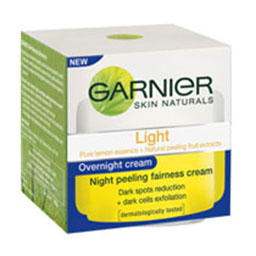 NEW
GARNIER
SKIN NATURALS
Light
Pure lemon essence + Natural peeling fruit extracts
Overnight cream
Night peeling fairness cream
Dark spots reduction
+ dark cells exfoliation
[dermatologically tested]